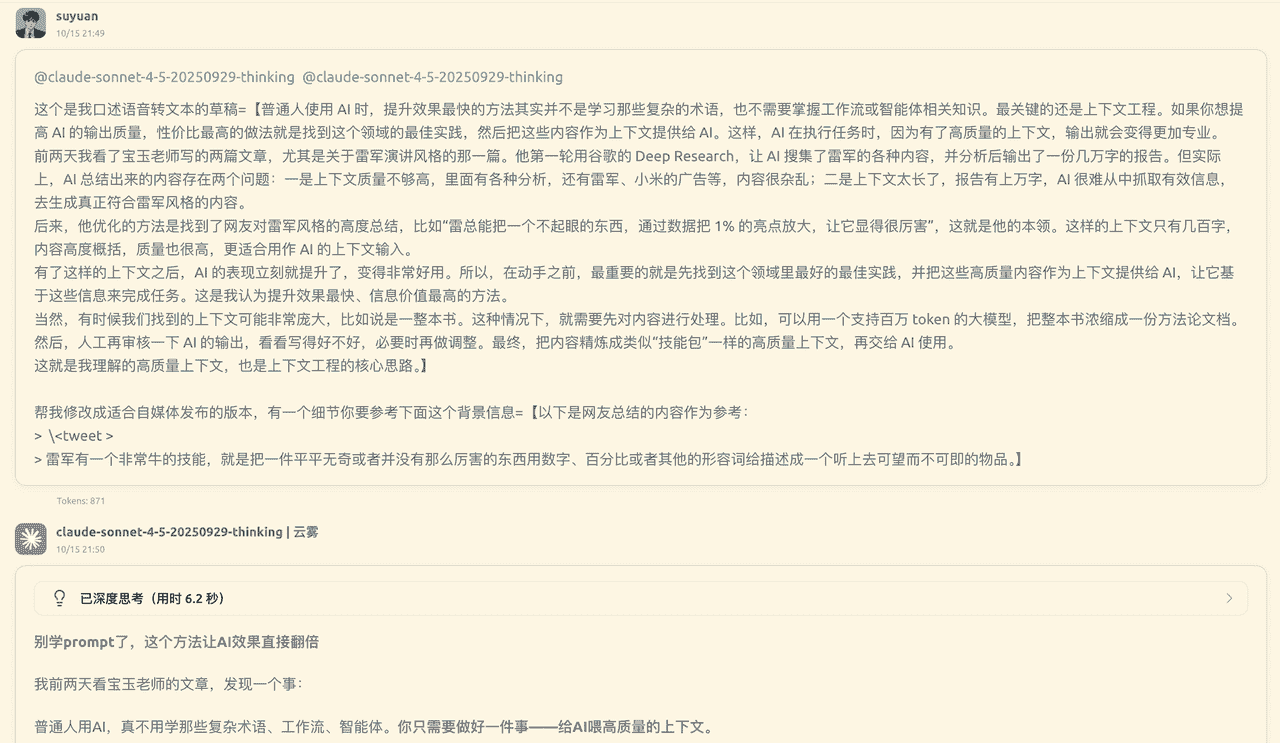 suyuan
10/15 21:49
@claude-sonnet-4-5-20250929-thinking @claude-sonnet-4-5-20250929-thinking
这个是我口述语音转文本的草稿=【普通人使用 AI 时，提升效果最快的方法其实并不是学习那些复杂的术语，也不需要掌握工作流或智能体相关知识。最关键的还是上下文工程。如果你想提
高 AI 的输出质量，性价比最高的做法就是找到这个领域的最佳实践，然后把这些内容作为上下文提供给 AI。这样，AI 在执行任务时，因为有了高质量的上下文，输出就会变得更加专业。
前两天我看了宝玉老师写的两篇文章，尤其是关于雷军演讲风格的那一篇。他第一轮用谷歌的 Deep Research，让 AI 搜集了雷军的各种内容，并分析后输出了一份几万字的报告。但实际
上，AI 总结出来的内容存在两个问题：一是上下文质量不够高，里面有各种分析，还有雷军、小米的广告等，内容很杂乱；二是上下文太长了，报告有上万字，AI 很难从中抓取有效信息，
去生成真正符合雷军风格的内容。
后来，他优化的方法是找到了网友对雷军风格的高度总结，比如“雷总能把一个不起眼的东西，通过数据把 1% 的亮点放大，让它显得很厉害”，这就是他的本领。这样的上下文只有几百字，
内容高度概括，质量也很高，更适合用作 AI 的上下文输入。
有了这样的上下文之后，AI 的表现立刻就提升了，变得非常好用。所以，在动手之前，最重要的就是先找到这个领域里最好的最佳实践，并把这些高质量内容作为上下文提供给 AI，让它基
于这些信息来完成任务。这是我认为提升效果最快、信息价值最高的方法。
当然，有时候我们找到的上下文可能非常庞大，比如说是一整本书。这种情况下，就需要先对内容进行处理。比如，可以用一个支持百万 token 的大模型，把整本书浓缩成一份方法论文档。
然后，人工再审核一下 AI 的输出，看看写得好不好，必要时再做调整。最终，把内容精炼成类似“技能包”一样的高质量上下文，再交给 AI 使用。
这就是我理解的高质量上下文，也是上下文工程的核心思路。】
帮我修改成适合自媒体发布的版本，有一个细节你要参考下面这个背景信息=【以下是网友总结的内容作为参考：
> \<tweet >
> 雷军有一个非常牛的技能，就是把一件平平无奇或者并没有那么厉害的东西用数字、百分比或者其他的形容词给描述成一个听上去可望而不可即的物品。】
Tokens: 871
claude-sonnet-4-5-20250929-thinking | 云雾
10/15 21:50
已深度思考（用时 6.2 秒）
别学prompt了，这个方法让AI效果直接翻倍
我前两天看宝玉老师的文章，发现一个事：
普通人用AI，真不用学那些复杂术语、工作流、智能体。你只需要做好一件事——给AI喂高质量的上下文。